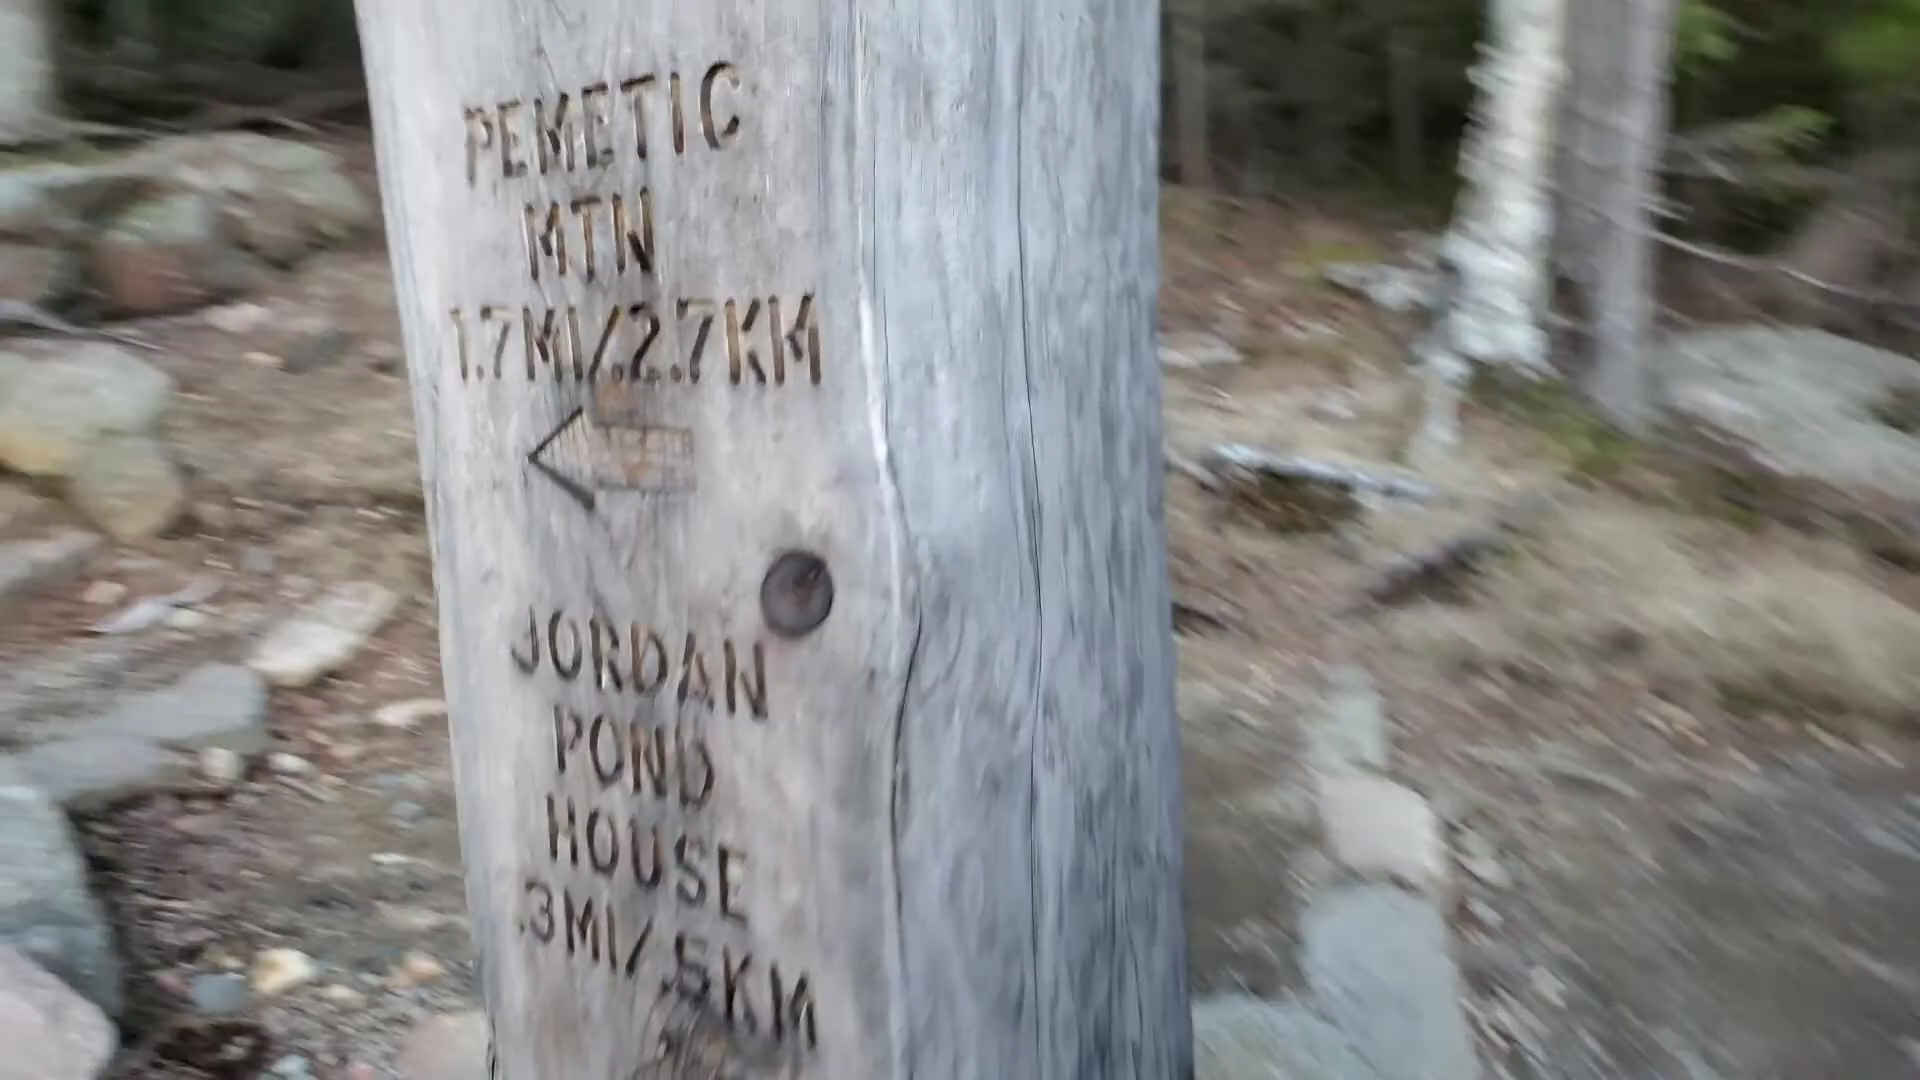 PEMETIC
MTN
1.7MI/2.7KM
JORDAN
POND
HOUSE
.3MI/.5KM